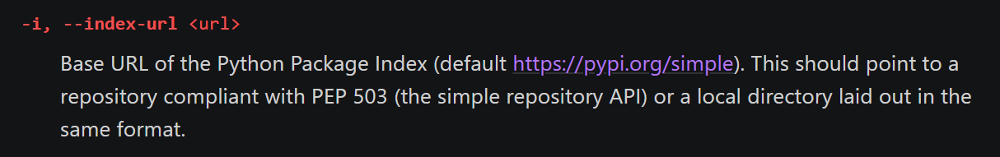 -i, --index-url <url>
Base URL of the Python Package Index (default https://pypi.org/simple). This should point to a
repository compliant with PEP 503 (the simple repository API) or a local directory laid out in the
same format.